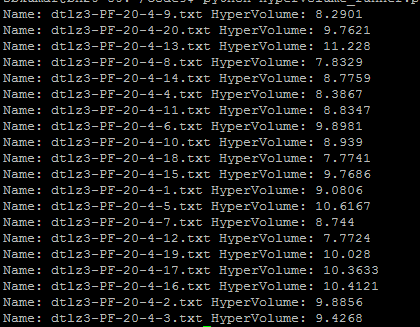 Name: dtlz3-PF-20-4-9.txt HyperVolume: 8.2901
Name: dtlz3-PF-20-4-20.txt HyperVolume: 9.7621
Name: dtlz3-PF-20-4-13.txt HyperVolume: 11.228
Name: dtlz3-PF-20-4-8.txt HyperVolume: 7.8329
Name: dtlz3-PF-20-4-14.txt HyperVolume: 8.7759
Name: dtlz3-PF-20-4-4.txt HyperVolume: 8.3867
Name: dtlz3-PF-20-4-11.txt HyperVolume: 8.8347
Name: dtlz3-PF-20-4-6.txt HyperVolume: 9.8981
Name: dtlz3-PF-20-4-10.txt HyperVolume: 8.939
Name: dtlz3-PF-20-4-18.txt HyperVolume: 7.7741
Name: dtlz3-PF-20-4-15.txt HyperVolume: 9.7686
Name: dtlz3-PF-20-4-1.txt HyperVolume: 9.0806
Name: dtlz3-PF-20-4-5.txt HyperVolume: 10.6167
Name: dtlz3-PF-20-4-7.txt HyperVolume: 8.744
Name: dtlz3-PF-20-4-12.txt HyperVolume: 7.7724
Name: dtlz3-PF-20-4-19.txt HyperVolume: 10.028
Name: dtlz3-PF-20-4-17.txt HyperVolume: 10.3633
Name: dtlz3-PF-20-4-16.txt HyperVolume: 10.4121
Name: dtlz3-PF-20-4-2.txt HyperVolume: 9.8856
Name: dtlz3-PF-20-4-3.txt HyperVolume: 9.4268